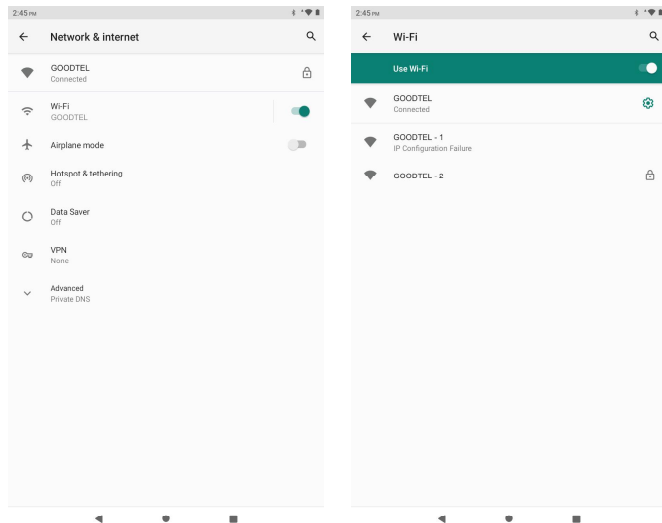 2:45 PM
Network & internet
GOODTEL
Connected
Wi-Fi
GOODTEL
Airplane mode
Hotspot & tethering
Off
Data Saver
Off
VPN
None
Advanced
Private DNS
2:45 PM
Wi-Fi
Use Wi-Fi
GOODTEL
Connected
GOODTEL - 1
IP Configuration Failure
GOODTEL - 2